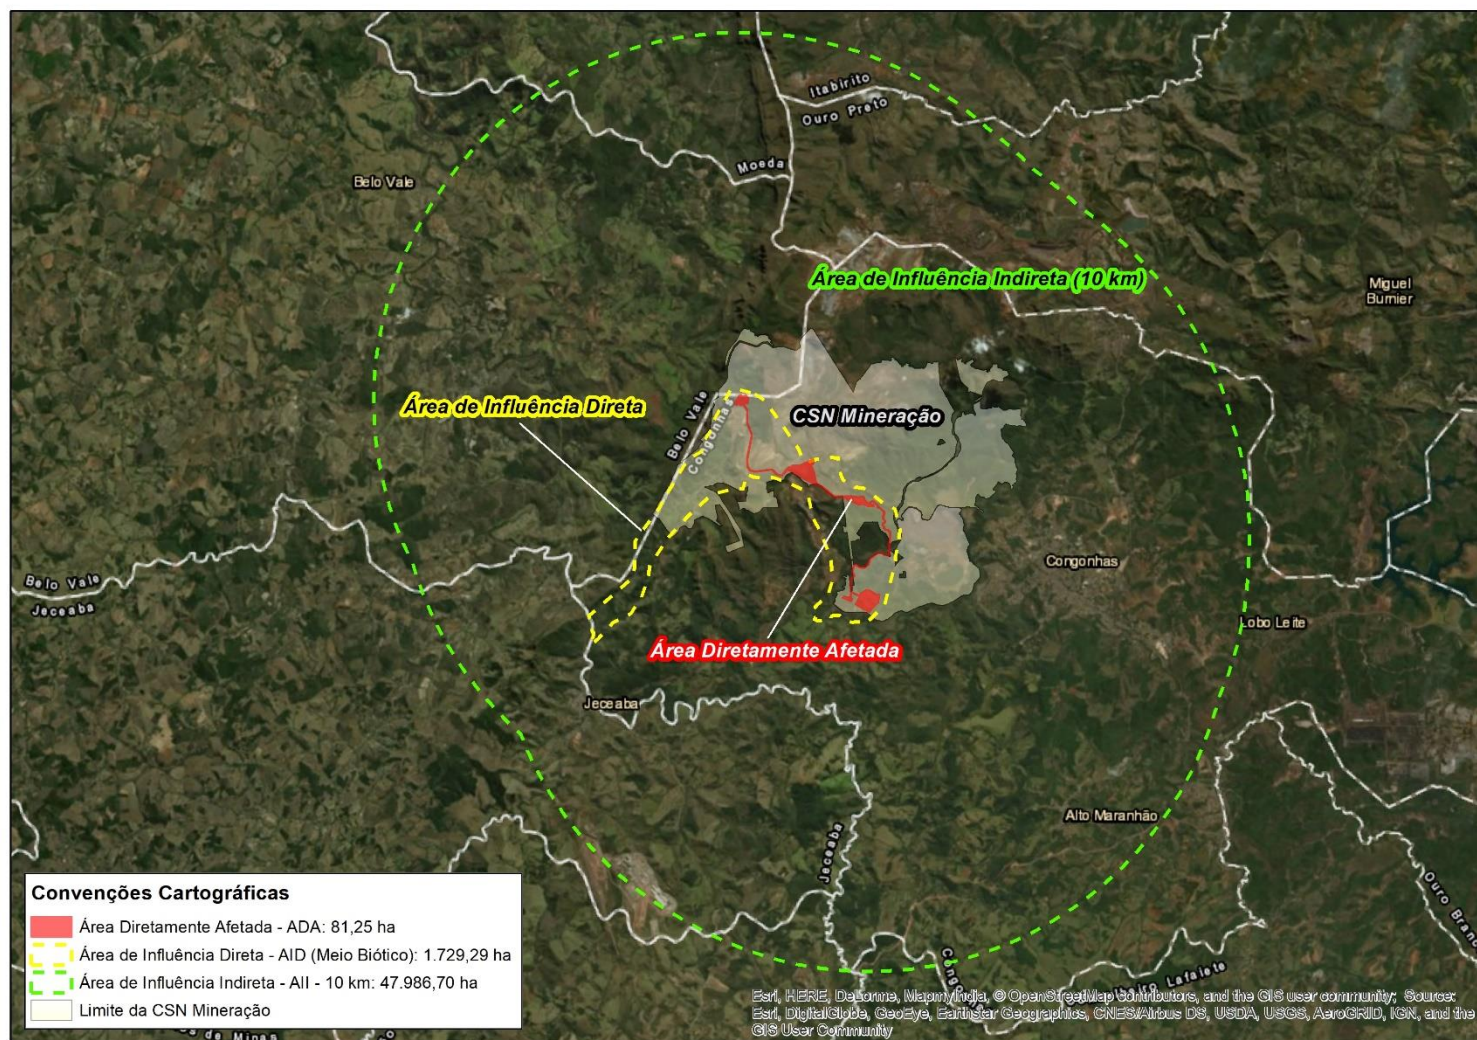 Itabirito
Ouro Preto
Moeda
Belo Vale
Área de Influência Indireta (10 km)
Miguel
Burnier
Área de Influência Direta
Belo Vale
Congonhas
CSN Mineração
Congonhas
Belo Vale
Jeceaba
Lobo Leite
Área Diretamente Afetada
Jeceaba
Alto Maranhão
Jeceaba
Ouro Bran
Convenções Cartográficas
Área Diretamente Afetada - ADA: 81,25 ha
Área de Influência Direta - AID (Meio Biótico): 1.729,29 ha
Área de Influência Indireta - AII - 10 km: 47.986,70 ha
Limite da CSN Mineração
Lafaiete
Esri, HERE, DeLorme, MapmyIndia, © OpenStreetMap contributors, and the GIS user community; Source:
Esri, DigitalGlobe, GeoEye, Earthstar Geographics, CNES/Airbus DS, USDA, USGS, AeroGRID, IGN, and the
GIS User Community
de Minas